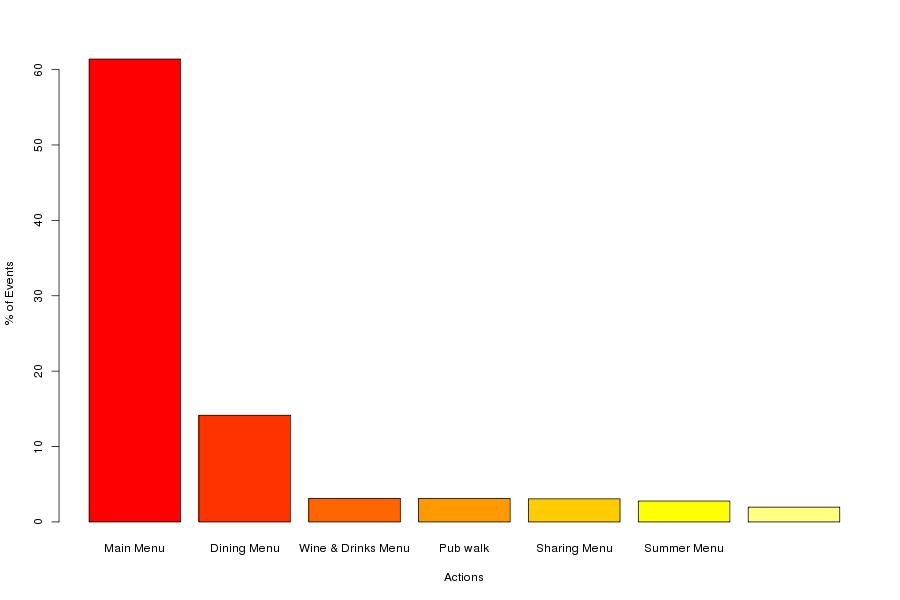 60
50
40
30
20
10
0
% of Events
Main Menu
Dining Menu
Wine & Drinks Menu
Pub walk
Sharing Menu
Summer Menu
Actions